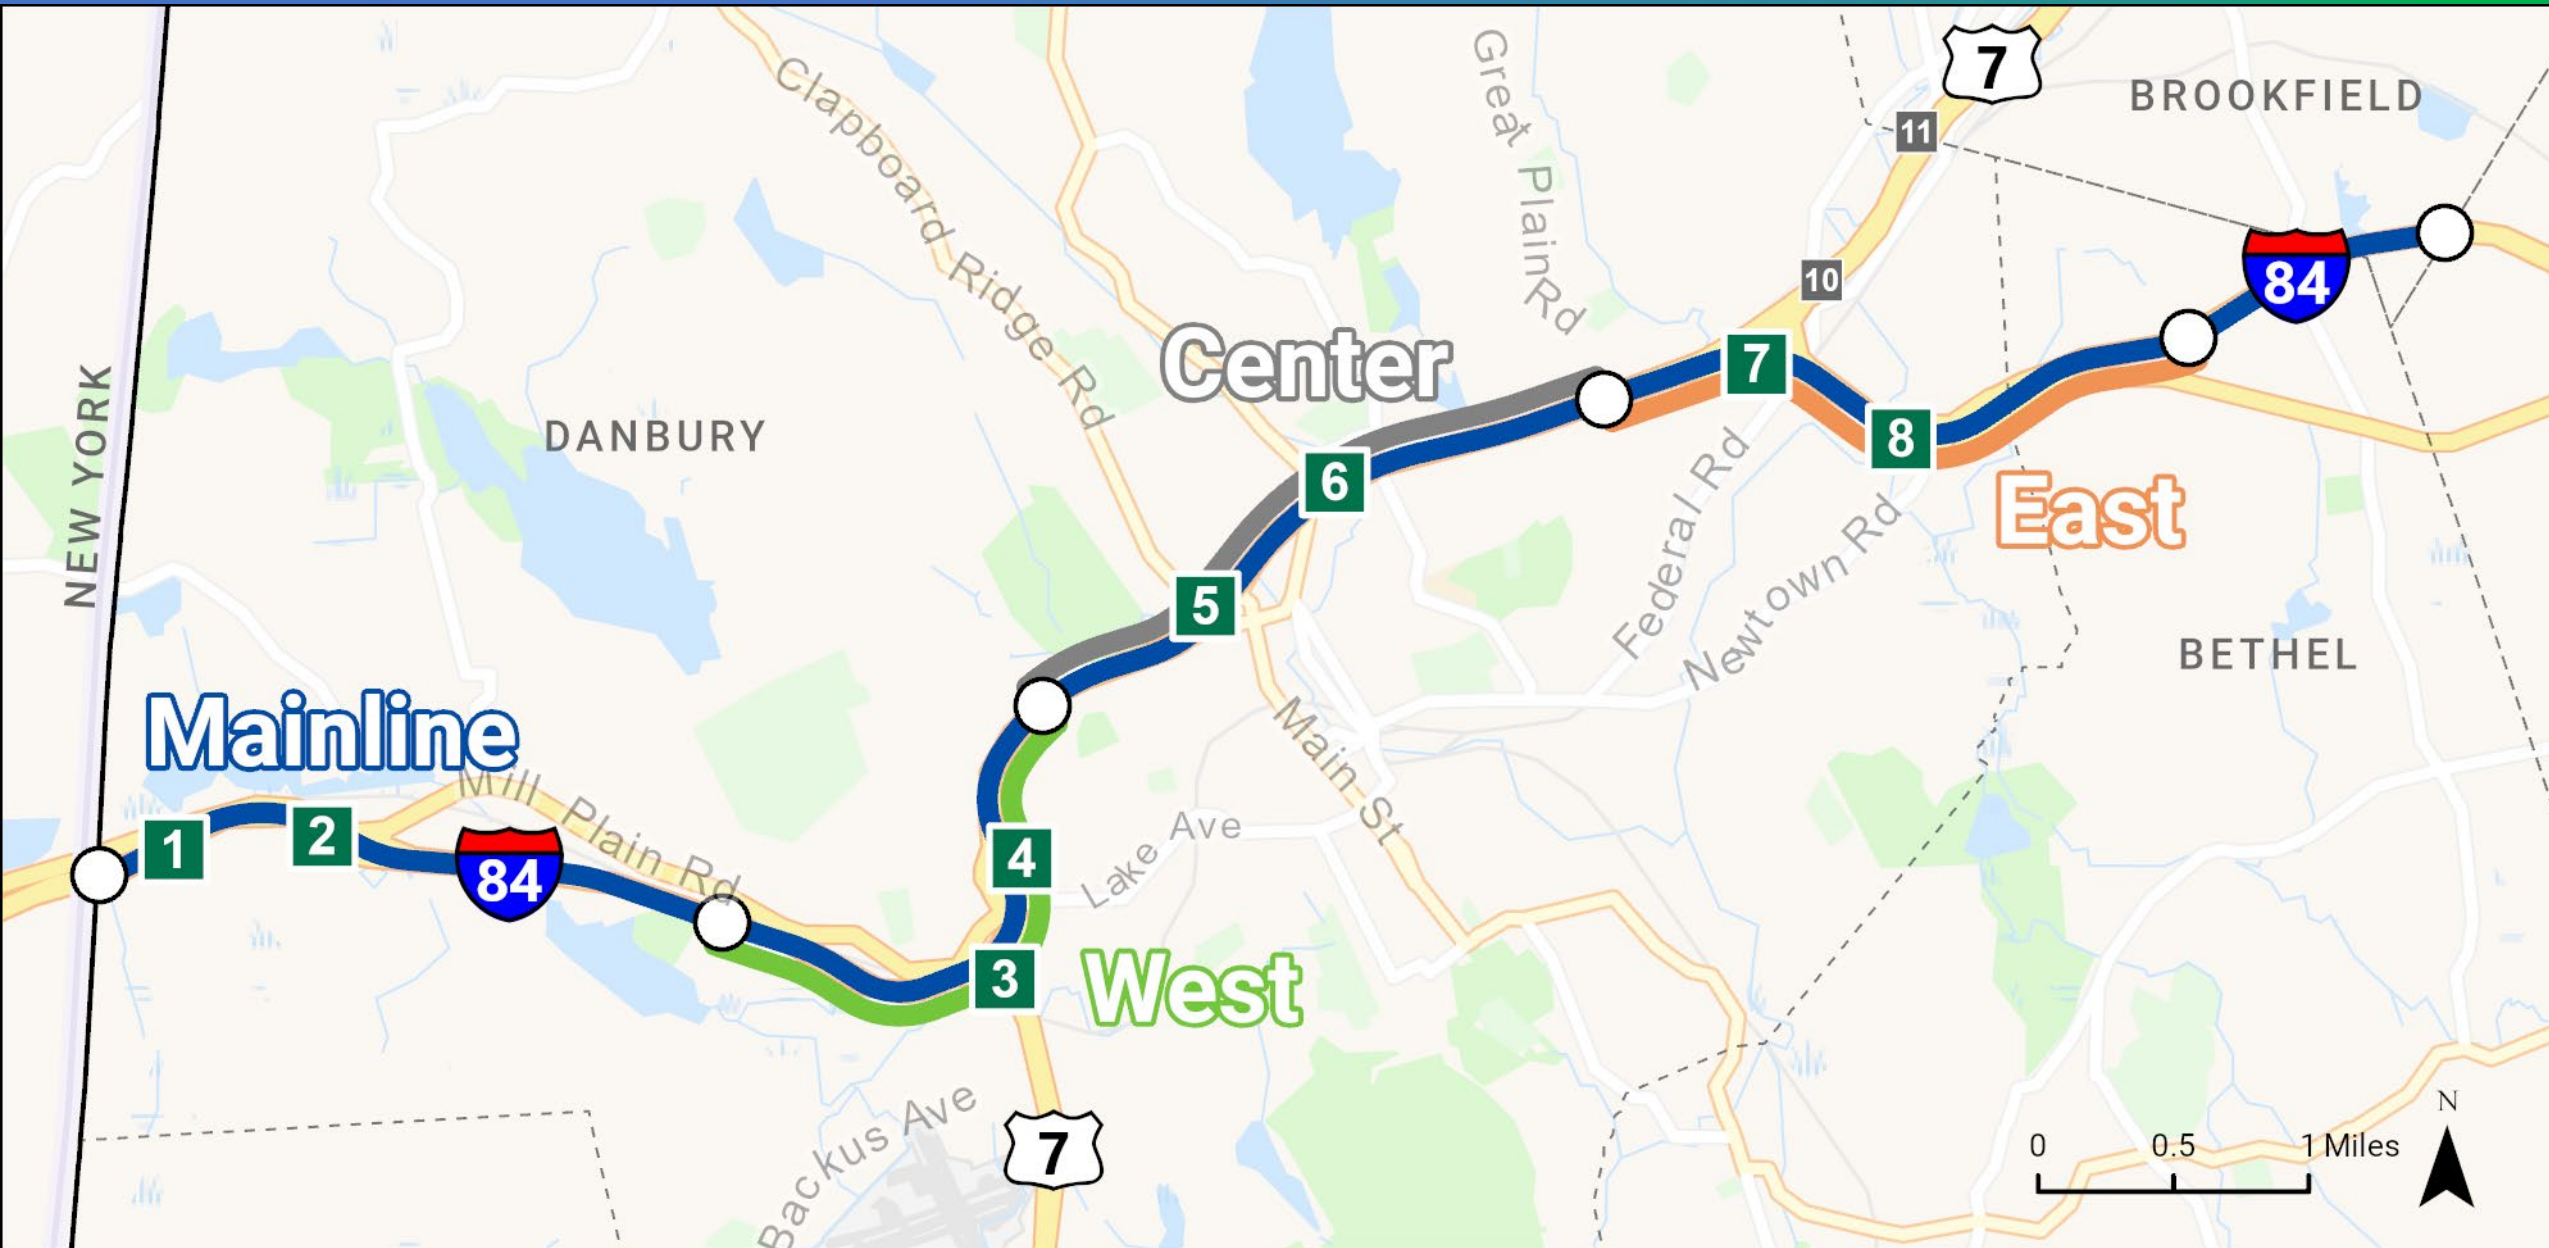 7
BROOKFIELD
11
Clapboard Ridge Rd
Great Plain Rd
84
10
Center
7
NEW YORK
DANBURY
8
6
East
Federal Rd
Newtown Rd
5
BETHEL
Mainline
Main St
Mill Plain Rd
1
2
84
4
Lake Ave
3
West
Backus Ave
7
N
0 0.5 1 Miles